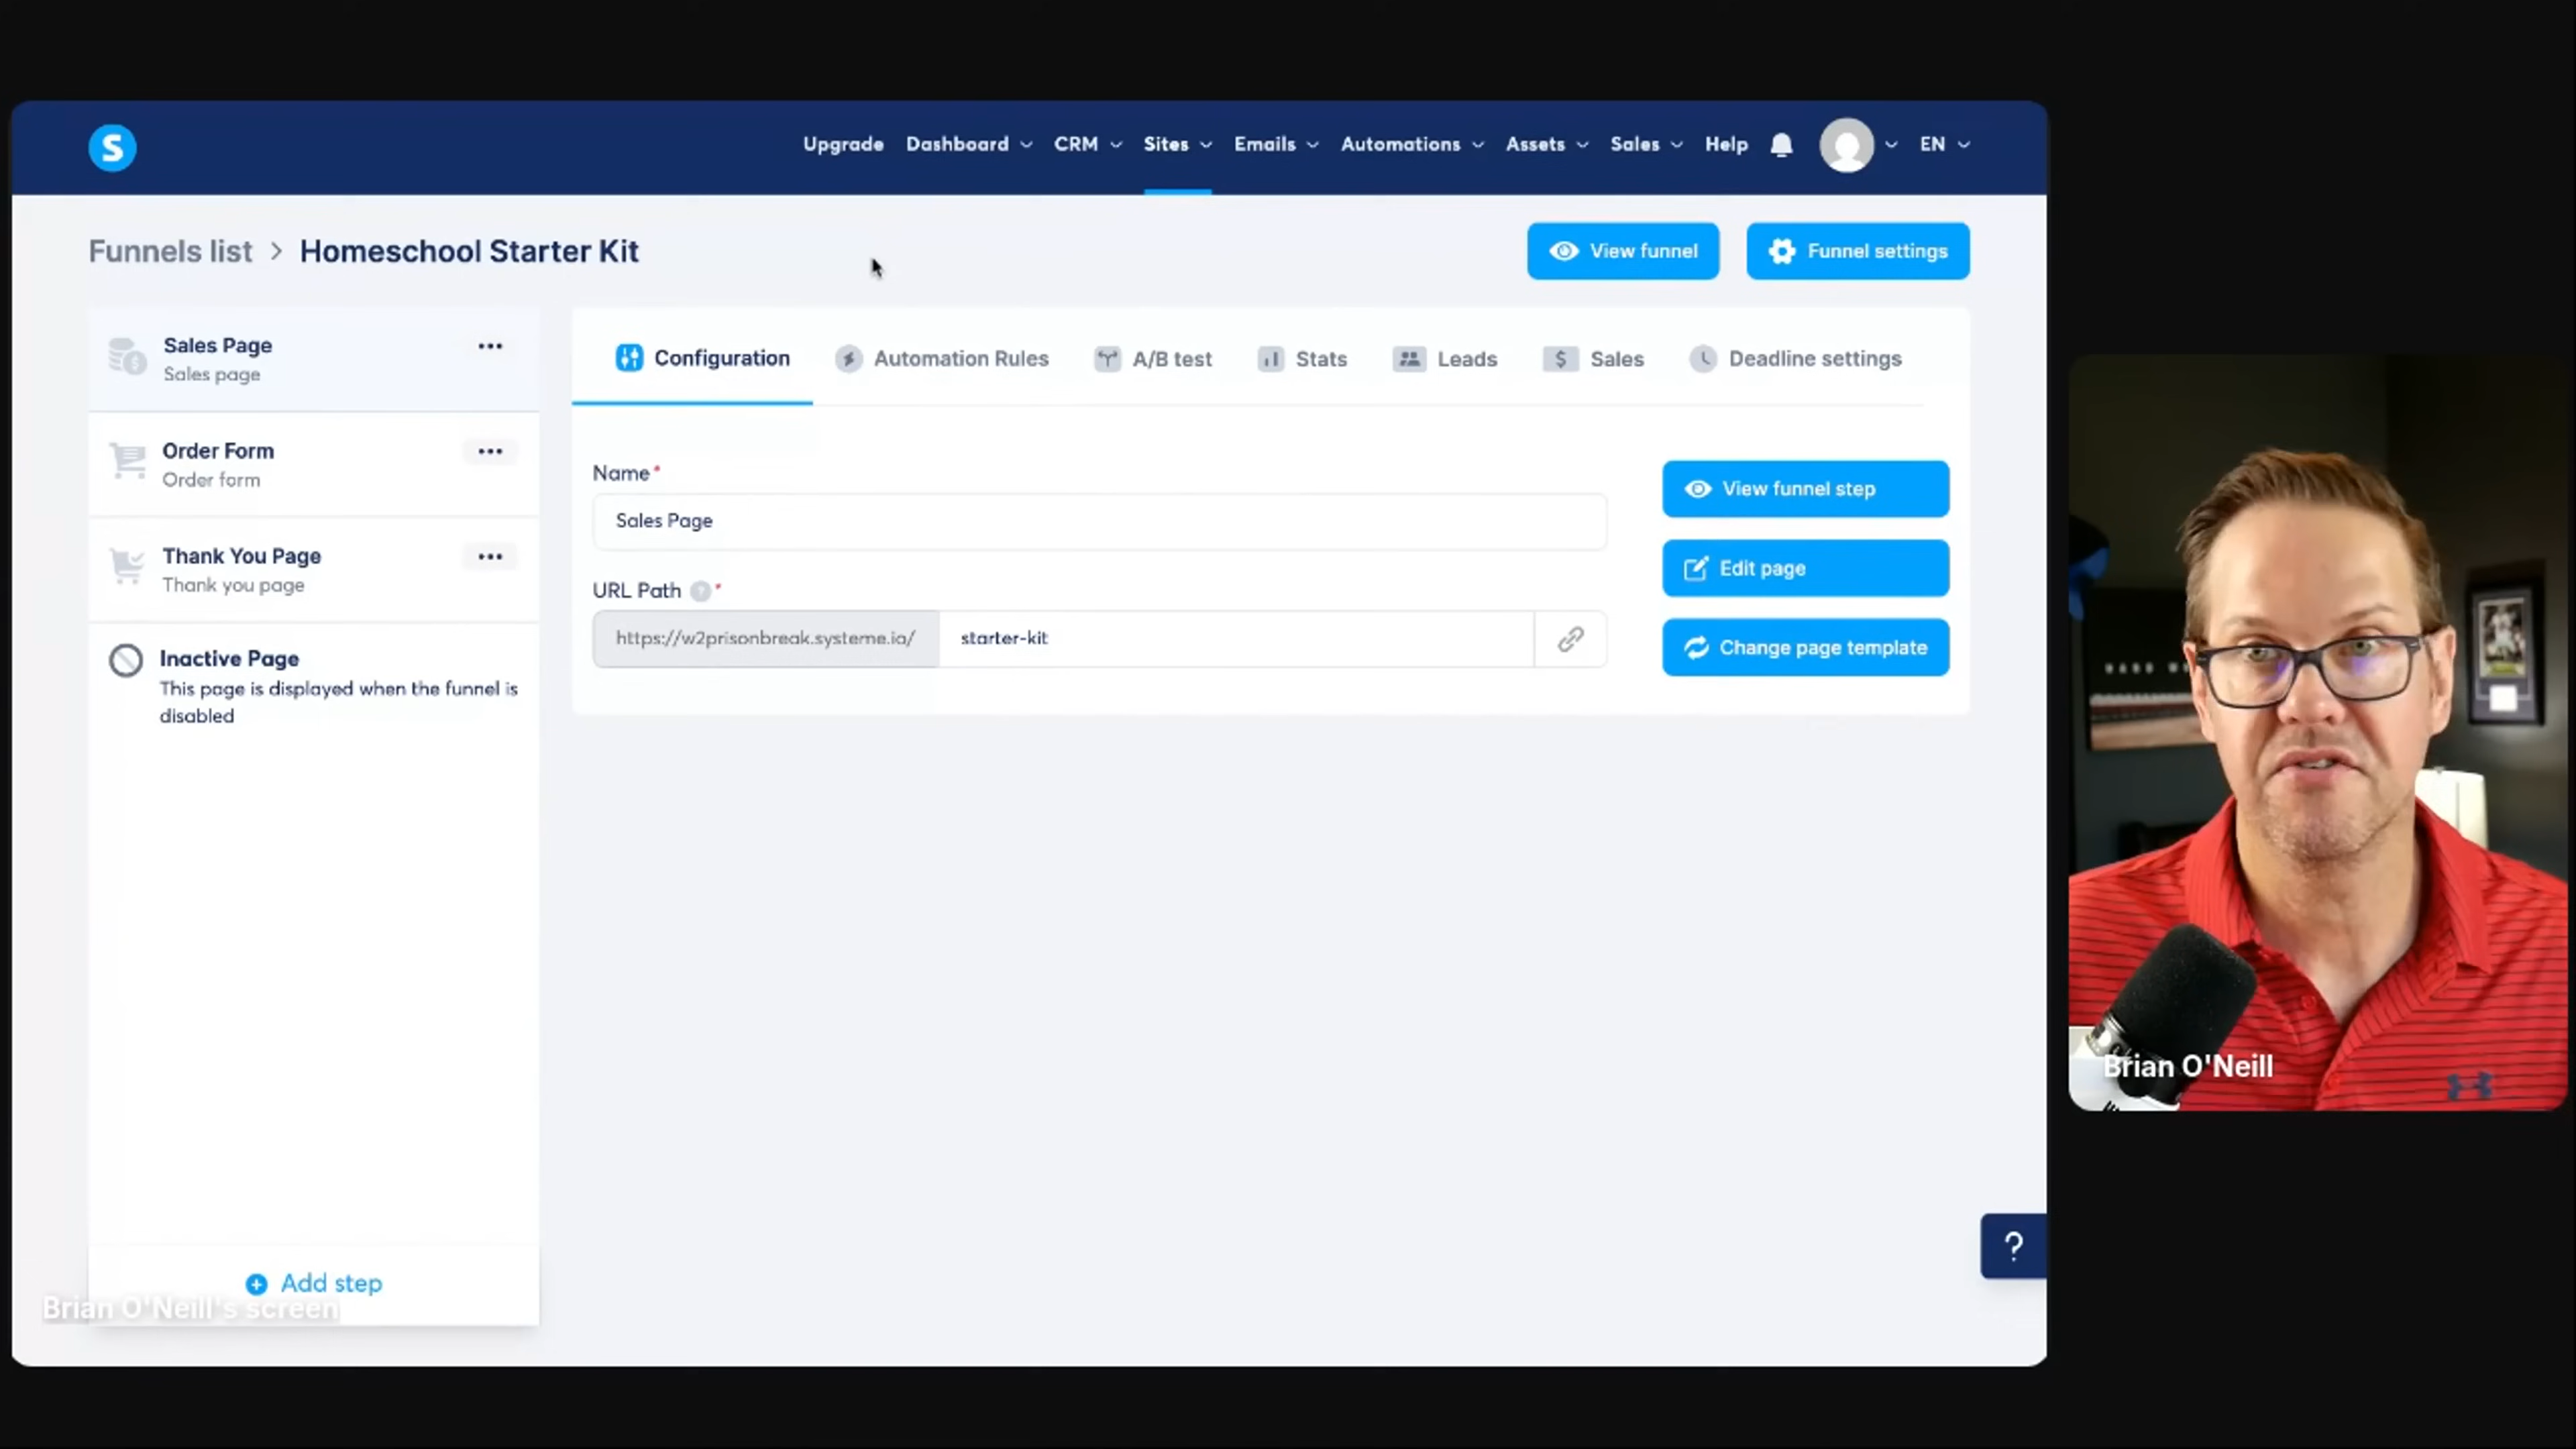 S
Upgrade Dashboard CRM Sites Emails Automations Assets Sales Help EN
Funnels list > Homeschool Starter Kit
View funnel
Funnel settings
Sales Page
Sales page
Order Form
Order form
Thank You Page
Thank you page
Inactive Page
This page is displayed when the funnel is
disabled
Add step
Brian O'Neill's screen
Configuration Automation Rules A/B test Stats Leads Sales Deadline settings
Name*
Sales Page
URL Path ? *
https://w2prisonbreak.systeme.io/ starter-kit
View funnel step
Edit page
Change page template
?
Brian O'Neill